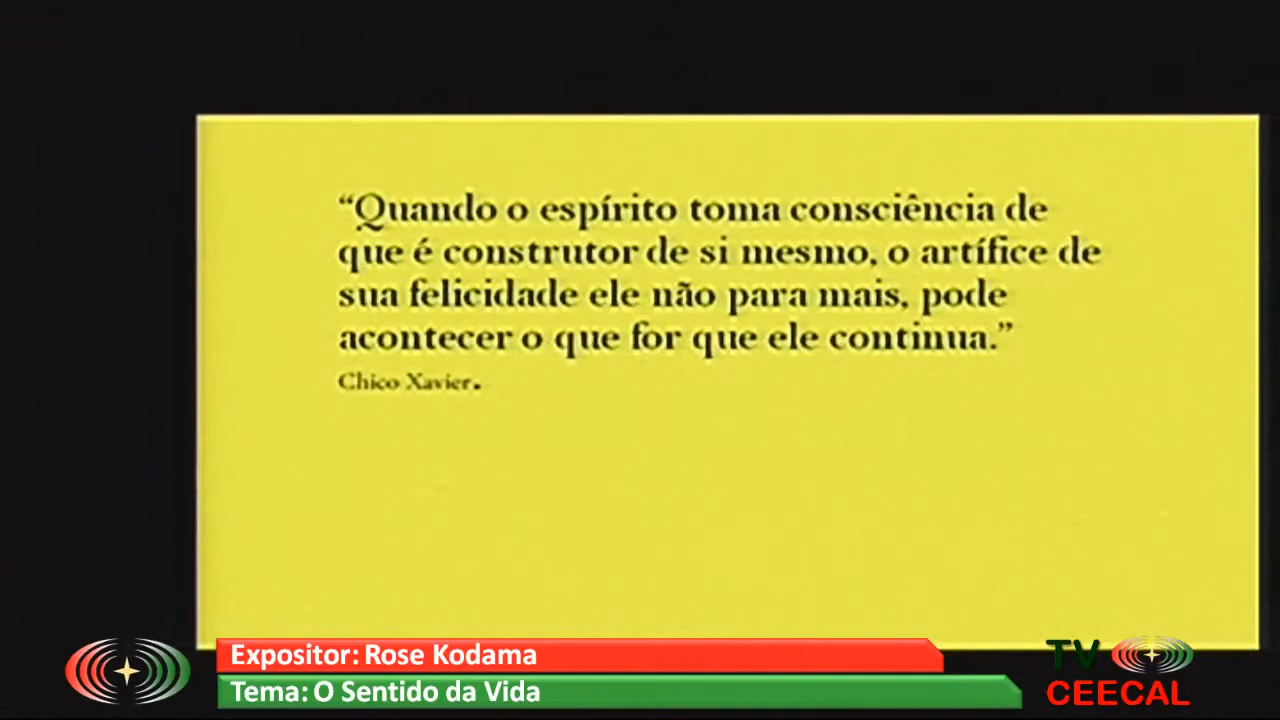 “Quando o espírito toma consciência de
que é construtor de si mesmo, o artífice de
sua felicidade ele não para mais, pode
acontecer o que for que ele continua.”
Chico Xavier.
Expositor: Rose Kodama
Tema: O Sentido da Vida
TV
CEECAL